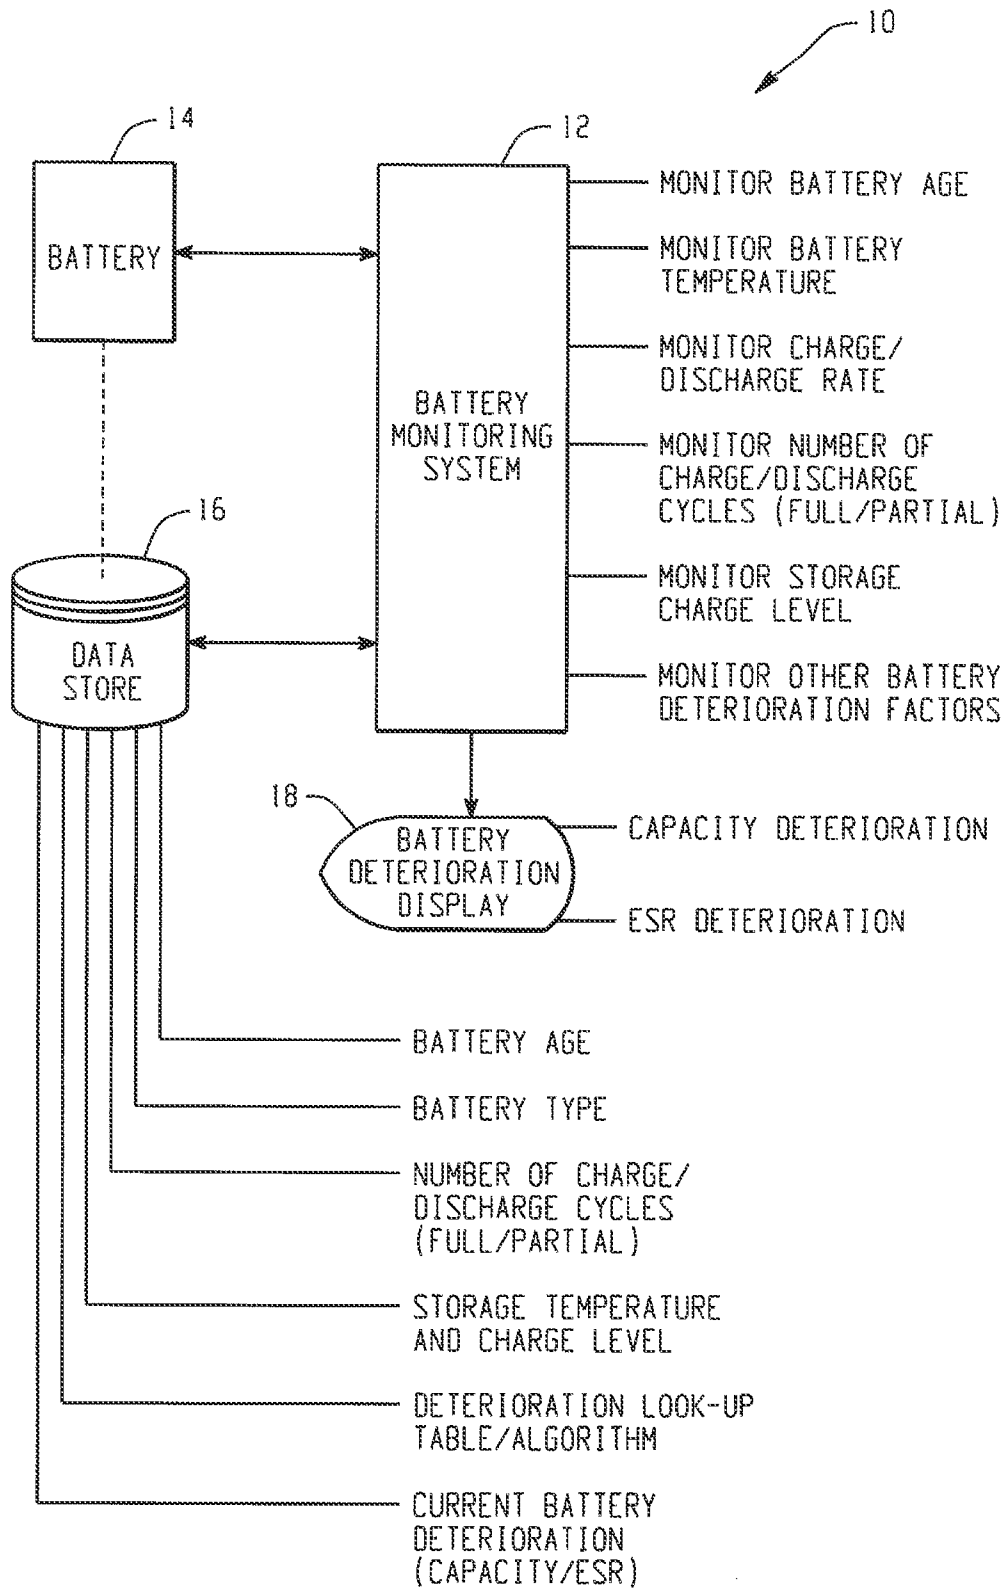 10
14
12
BATTERY
BATTERY
MONITORING
SYSTEM
MONITOR BATTERY AGE
MONITOR BATTERY
TEMPERATURE
MONITOR CHARGE/
DISCHARGE RATE
MONITOR NUMBER OF
CHARGE/DISCHARGE
CYCLES (FULL/PARTIAL)
MONITOR STORAGE
CHARGE LEVEL
MONITOR OTHER BATTERY
DETERIORATION FACTORS
16
DATA
STORE
18
BATTERY
DETERIORATION
DISPLAY
CAPACITY DETERIORATION
ESR DETERIORATION
BATTERY AGE
BATTERY TYPE
NUMBER OF CHARGE/
DISCHARGE CYCLES
(FULL/PARTIAL)
STORAGE TEMPERATURE
AND CHARGE LEVEL
DETERIORATION LOOK-UP
TABLE/ALGORITHM
CURRENT BATTERY
DETERIORATION
(CAPACITY/ESR)